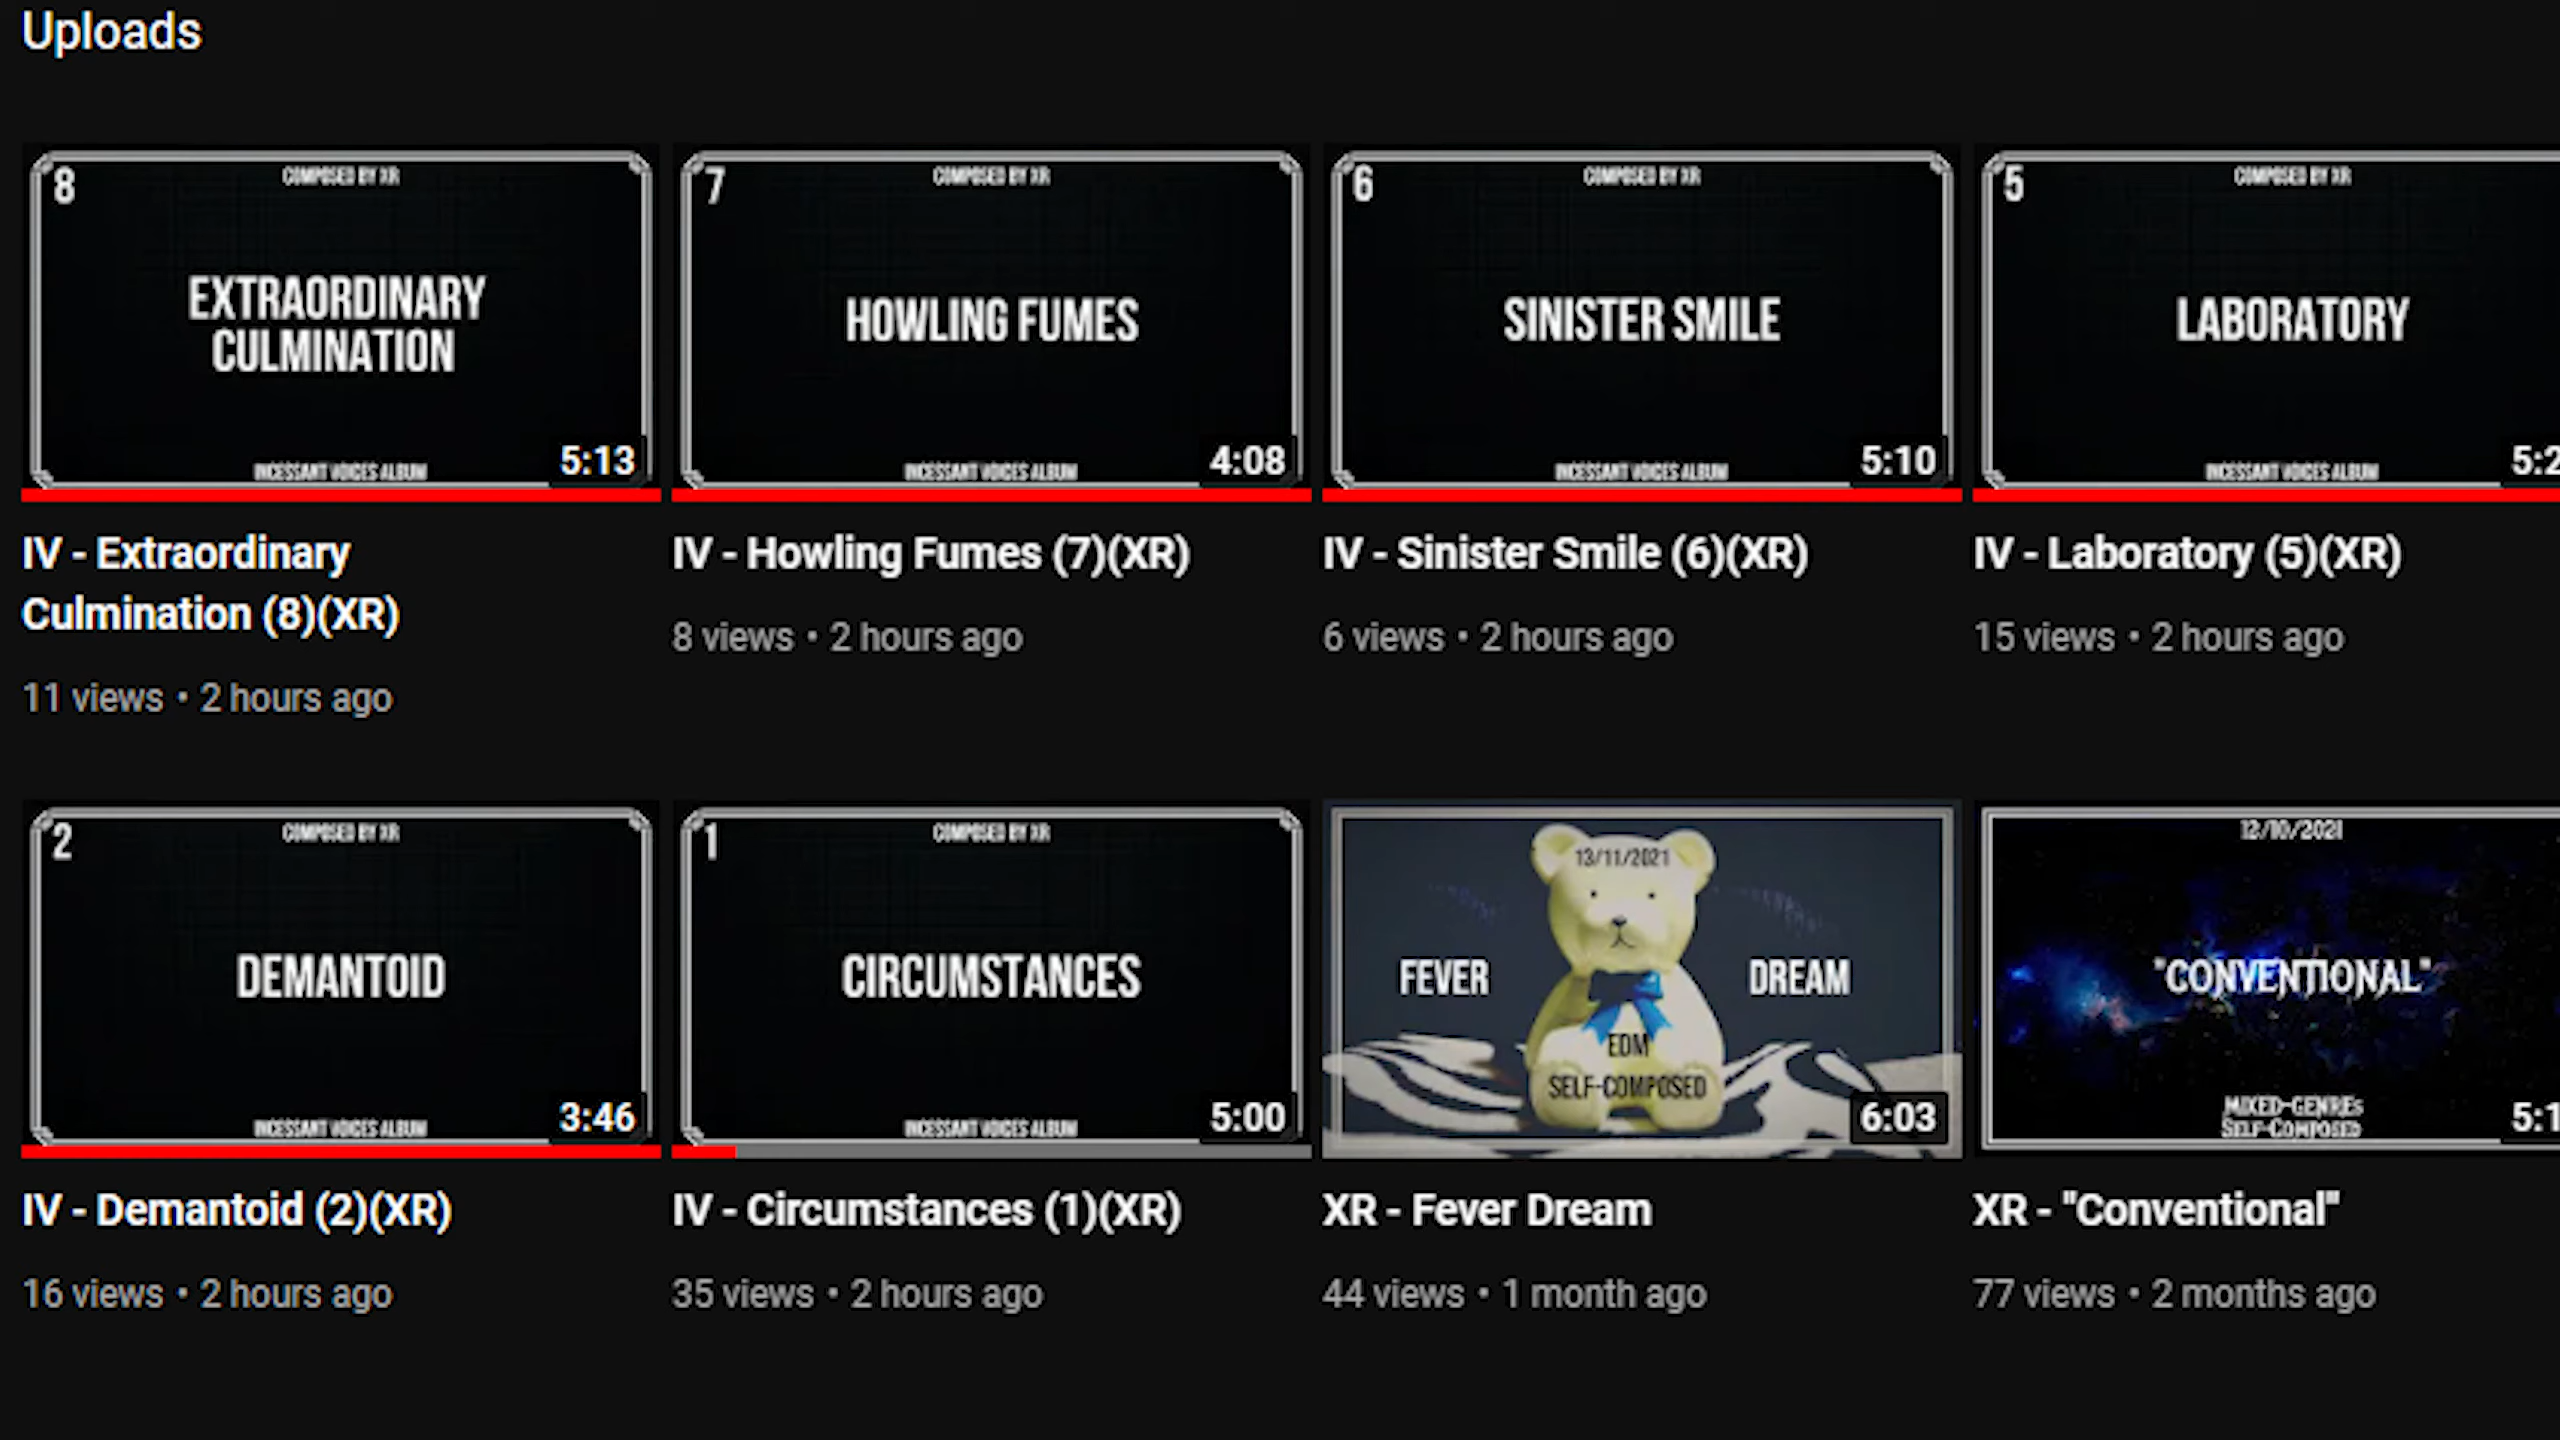 Uploads
8
COMPOSED BY XR
EXTRAORDINARY
CULMINATION
INCESSANT VOICES ALBUM
5:13
IV - Extraordinary
Culmination (8)(XR)
11 views • 2 hours ago
7
COMPOSED BY XR
HOWLING FUMES
INCESSANT VOICES ALBUM
4:08
IV - Howling Fumes (7)(XR)
8 views • 2 hours ago
6
COMPOSED BY XR
SINISTER SMILE
INCESSANT VOICES ALBUM
5:10
IV - Sinister Smile (6)(XR)
6 views • 2 hours ago
5
COMPOSED BY XR
LABORATORY
INCESSANT VOICES ALBUM
IV - Laboratory (5)(XR)
15 views • 2 hours ago
2
COMPOSED BY XR
DEMANTOID
INCESSANT VOICES ALBUM
3:46
IV - Demantoid (2)(XR)
16 views • 2 hours ago
1
COMPOSED BY XR
CIRCUMSTANCES
INCESSANT VOICES ALBUM
5:00
IV - Circumstances (1)(XR)
35 views • 2 hours ago
13/11/2021
FEVER DREAM
EDM
SELF-COMPOSED
6:03
XR - Fever Dream
44 views • 1 month ago
12/10/2021
"CONVENTIONAL"
MIXED-GENRES
SELF-COMPOSED
XR - "Conventional"
77 views • 2 months ago